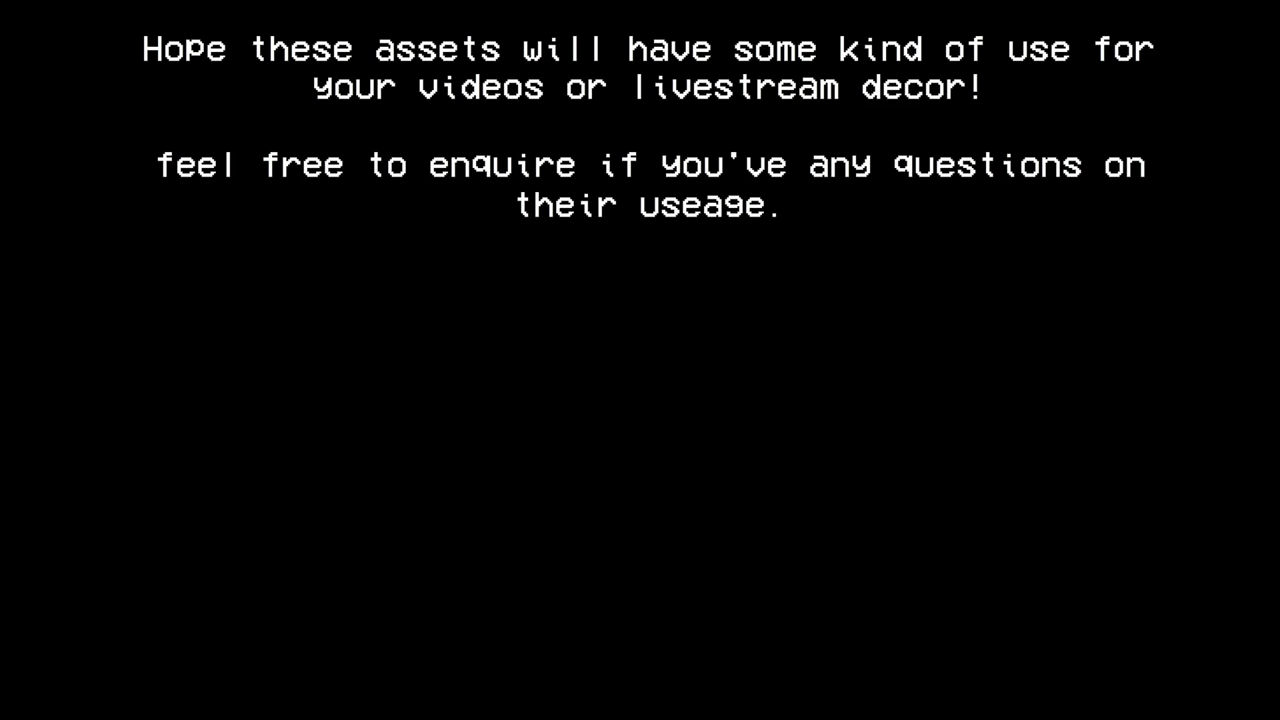 Hope these assets will have some kind of use for
your videos or livestream decor!
feel free to enquire if you've any questions on
their useage.